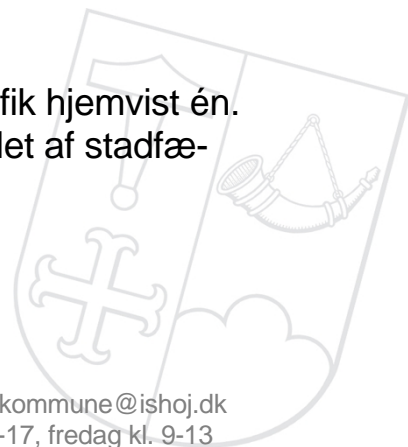 fik hjemvist én.
let af stadfæ-
kommune@ishoj.dk
-17, fredag kl. 9-13